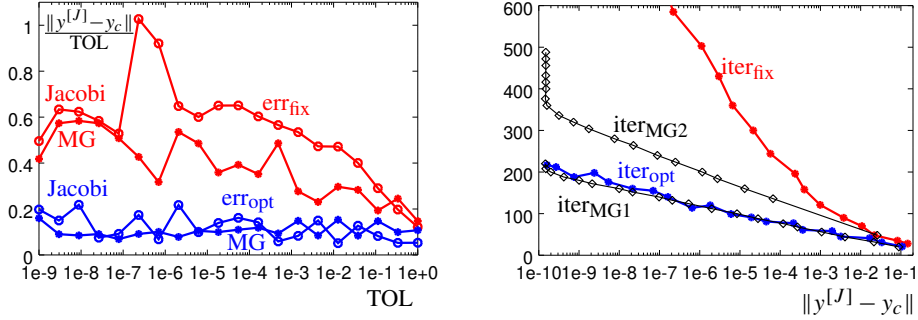 ‖y^[J] − y_c‖
TOL
1
0.8
0.6
0.4
0.2
0
Jacobi
MG
err_fix
Jacobi
err_opt
MG
1e-9 1e-8 1e-7 1e-6 1e-5 1e-4 1e-3 1e-2 1e-1 1e+0
TOL
600
500
400
300
200
100
0
iter_fix
iter_MG2
iter_opt
iter_MG1
1e-10 1e-9 1e-8 1e-7 1e-6 1e-5 1e-4 1e-3 1e-2 1e-1
‖y^[J] − y_c‖